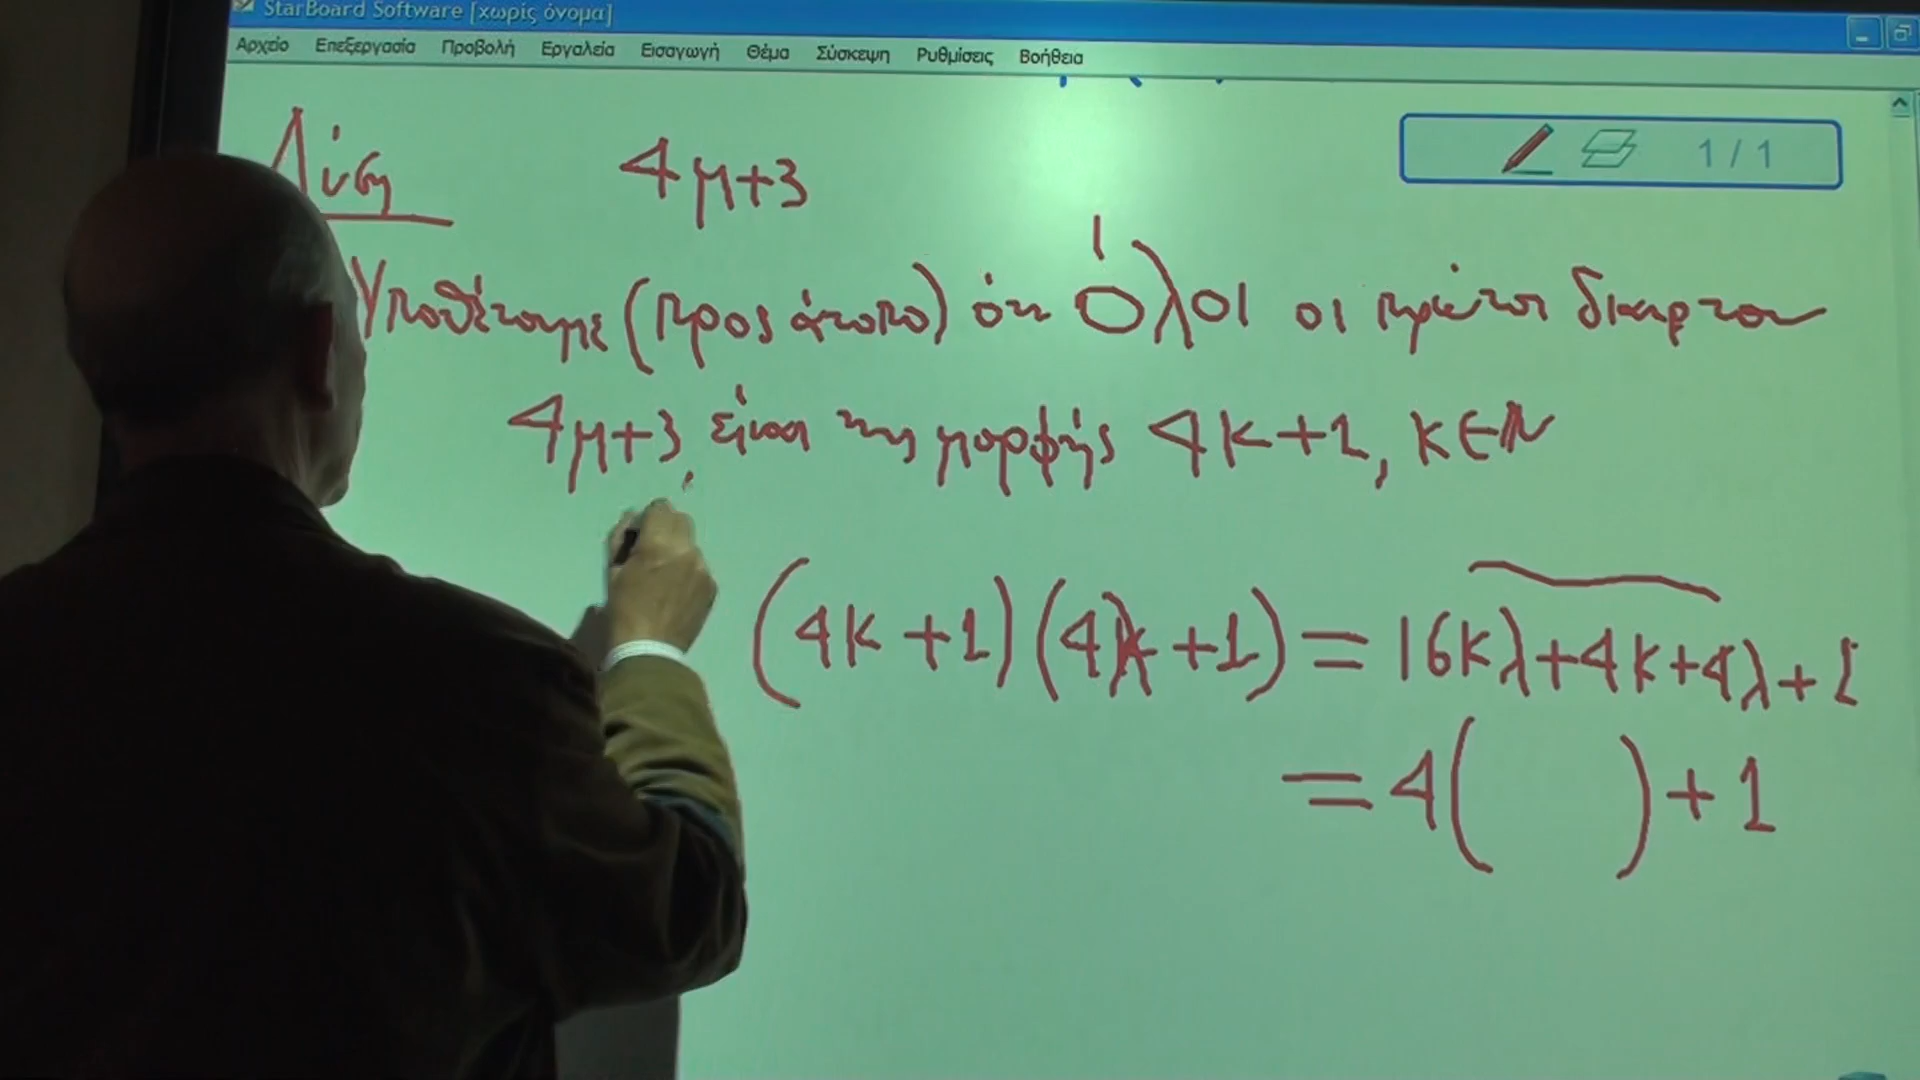 StarBoard Software [χωρίς όνομα]
Αρχείο Επεξεργασία Προβολή Εργαλεία Εισαγωγή Θέμα Σύσκεψη Ρυθμίσεις Βοήθεια
1 / 1
Λύση 4μ+3
Υποθέτουμε (προς άτοπο) ότι όλοι οι πρώτοι διαιρέτου
4μ+3, είναι της μορφής 4κ+1, κ∈ℕ
(4κ+1)(4λ+1)=16κλ+4κ+4λ+1
=4( )+1